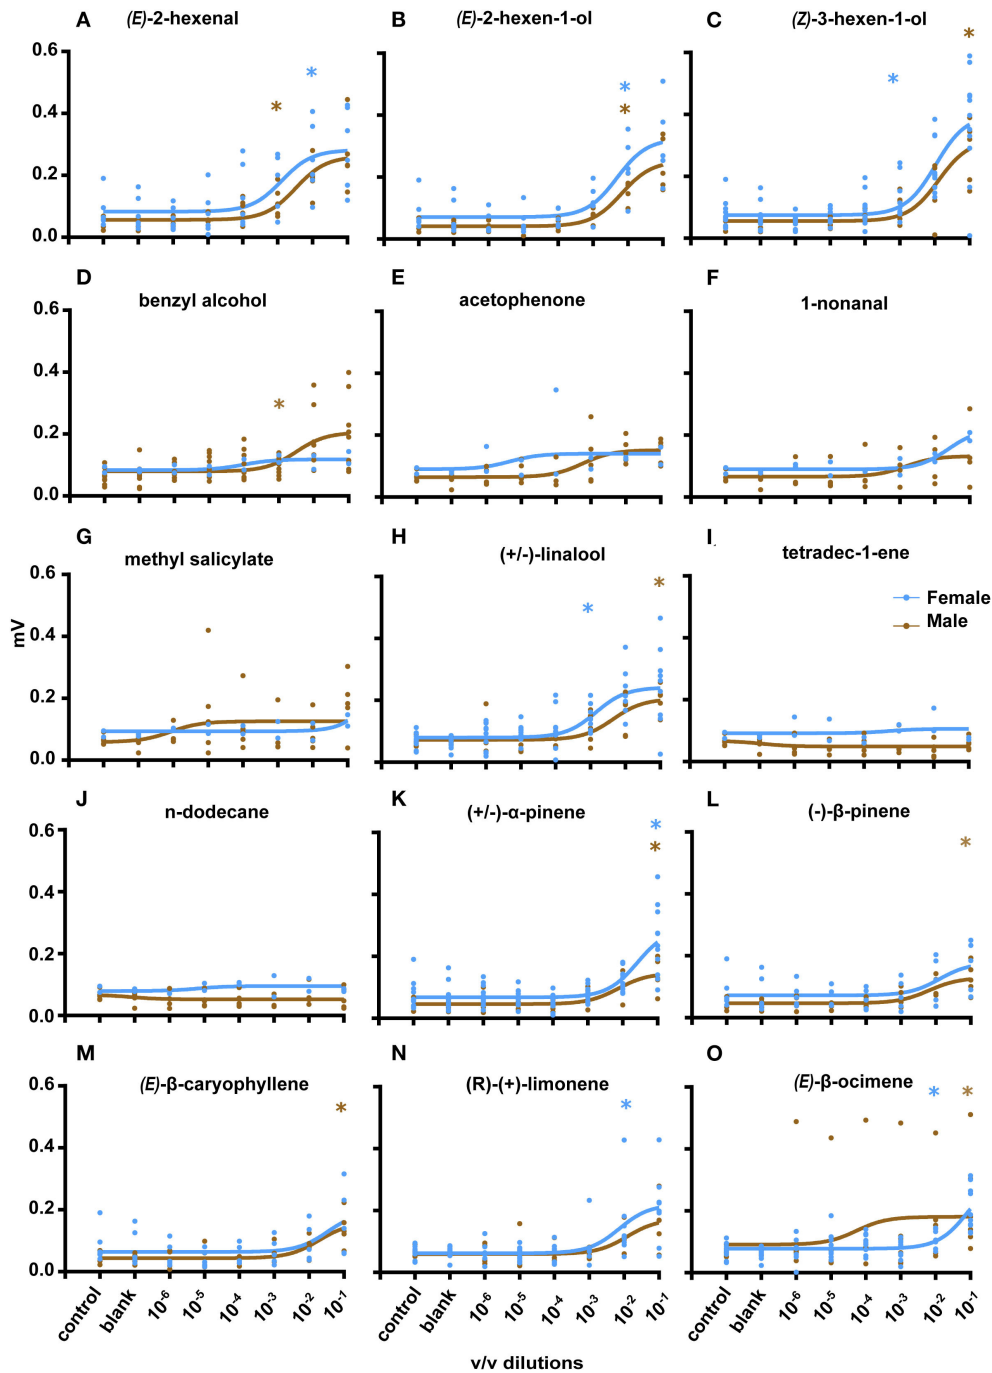 A (E)-2-hexenal B (E)-2-hexen-1-ol C (Z)-3-hexen-1-ol
0.6
0.4
0.2
0.0
D benzyl alcohol E acetophenone F 1-nonanal
0.6
0.4
0.2
0.0
G methyl salicylate H (+/-)-linalool I tetradec-1-ene
0.6
0.4
0.2
0.0
Female
Male
mV
J n-dodecane K (+/-)-α-pinene L (-)-β-pinene
0.6
0.4
0.2
0.0
M (E)-β-caryophyllene N (R)-(+)-limonene O (E)-β-ocimene
0.6
0.4
0.2
0.0
control blank 10-6 10-5 10-4 10-3 10-2 10-1 control blank 10-6 10-5 10-4 10-3 10-2 10-1 control blank 10-6 10-5 10-4 10-3 10-2 10-1
v/v dilutions